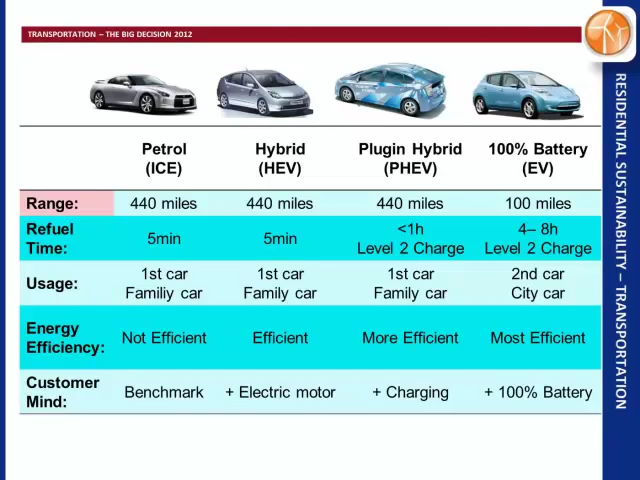 TRANSPORTATION – THE BIG DECISION 2012
Petrol (ICE) Hybrid (HEV) Plugin Hybrid (PHEV) 100% Battery (EV)
Range: 440 miles 440 miles 440 miles 100 miles
Refuel Time: 5min 5min <1h Level 2 Charge 4– 8h Level 2 Charge
Usage: 1st car Familiy car 1st car Family car 1st car Family car 2nd car City car
Energy Efficiency: Not Efficient Efficient More Efficient Most Efficient
Customer Mind: Benchmark + Electric motor + Charging + 100% Battery
RESIDENTIAL SUSTAINABILITY – TRANSPORTATION